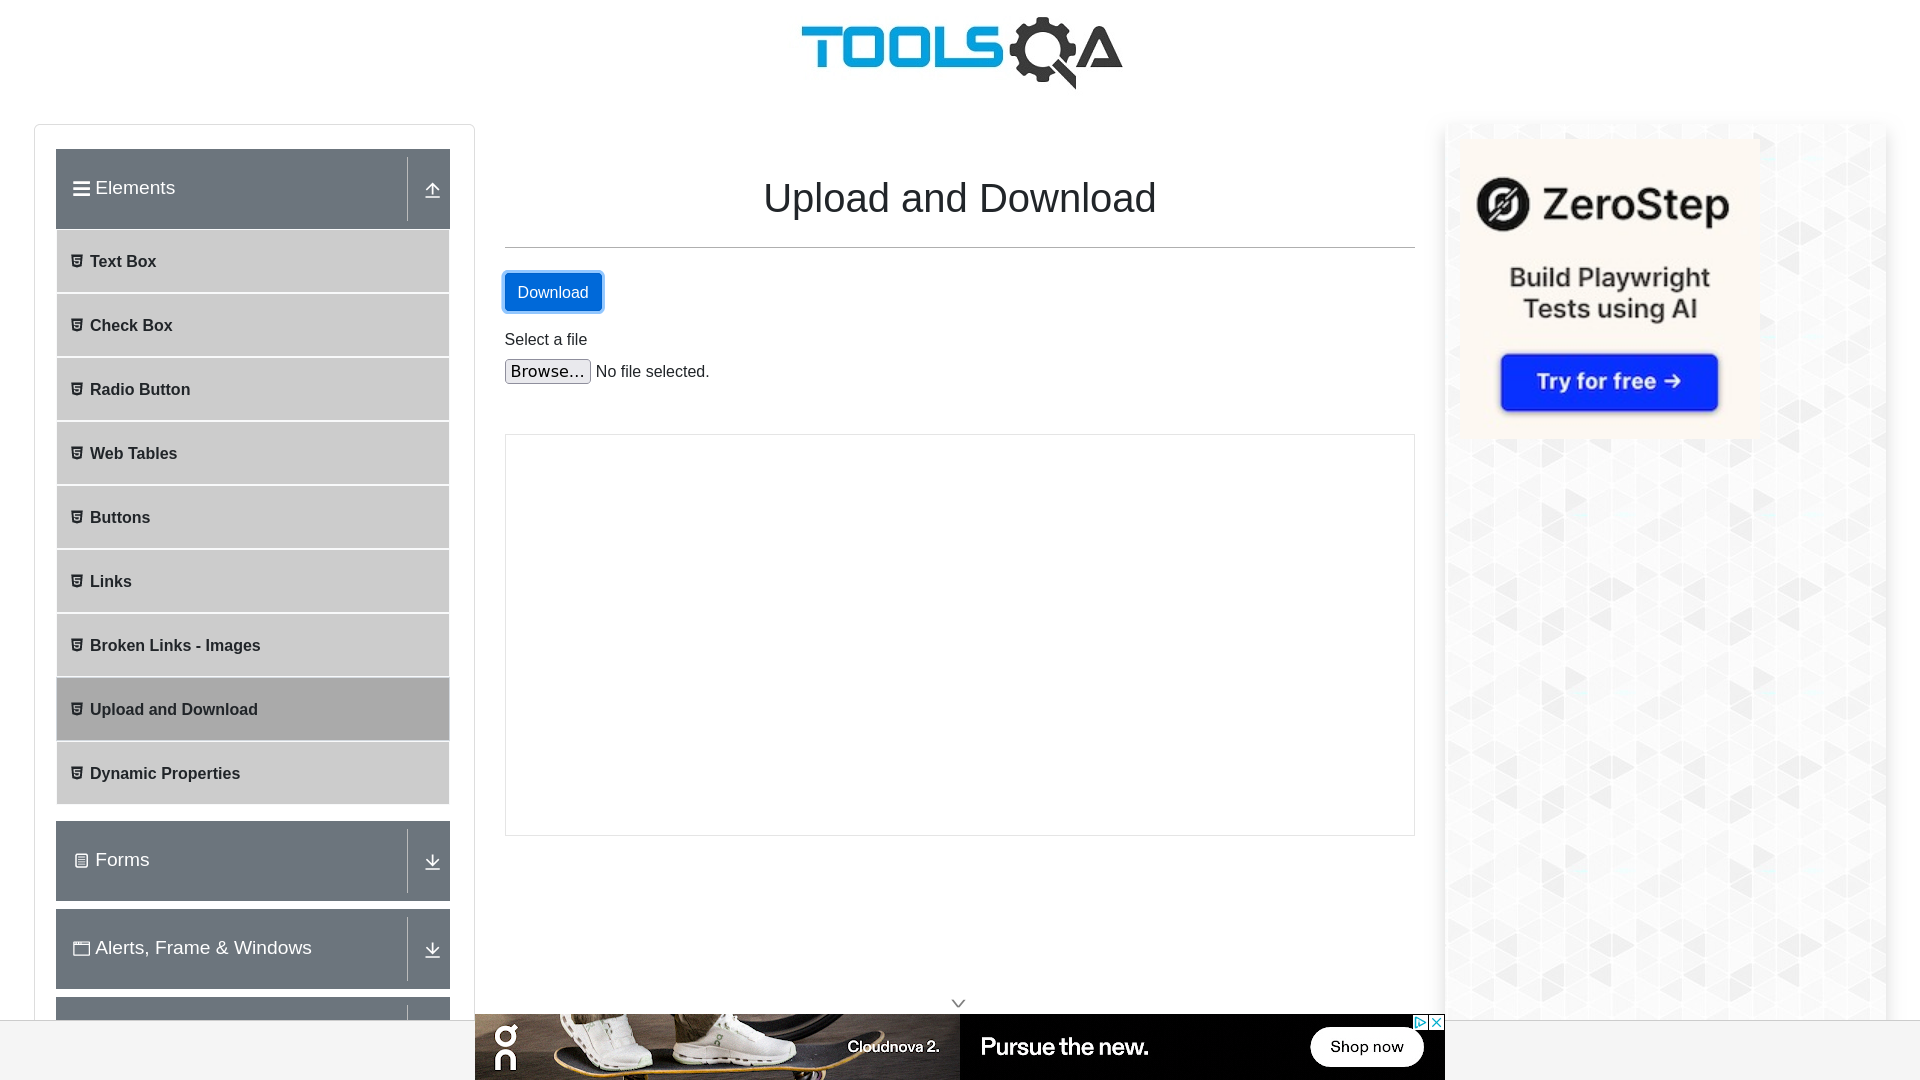 TOOLSQA
Elements
Text Box
Check Box
Radio Button
Web Tables
Buttons
Links
Broken Links - Images
Upload and Download
Dynamic Properties
Forms
Alerts, Frame & Windows
Upload and Download
Download
Select a file
Browse... No file selected.
ZeroStep
Build Playwright
Tests using AI
Try for free →
on
Cloudnova 2.
Pursue the new.
Shop now